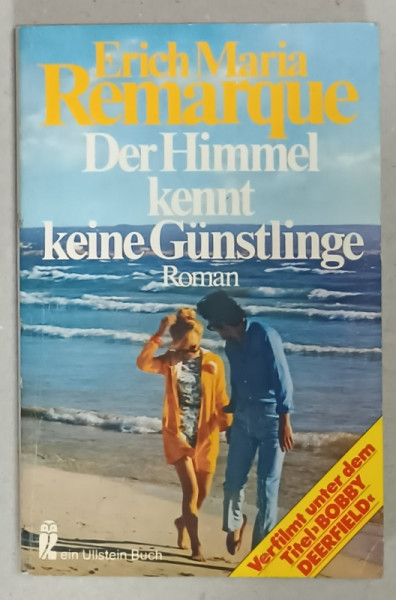 Erich Maria
Remarque
Der Himmel
kennt
keine Günstlinge
Roman
Verfilmt unter dem
Titel »BOBBY
DEERFIELD«
ein Ullstein Buch